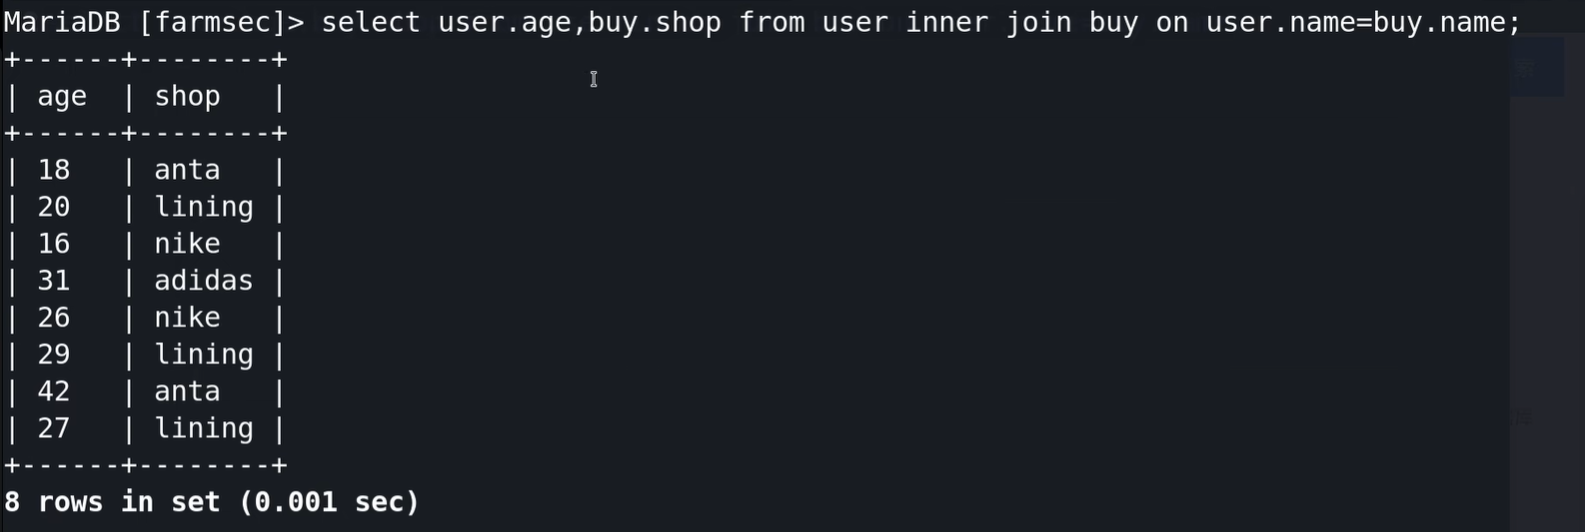 MariaDB [farmsec]> select user.age,buy.shop from user inner join buy on user.name=buy.name;
+------+--------+
| age  | shop   |
+------+--------+
| 18   | anta   |
| 20   | lining |
| 16   | nike   |
| 31   | adidas |
| 26   | nike   |
| 29   | lining |
| 42   | anta   |
| 27   | lining |
+------+--------+
8 rows in set (0.001 sec)